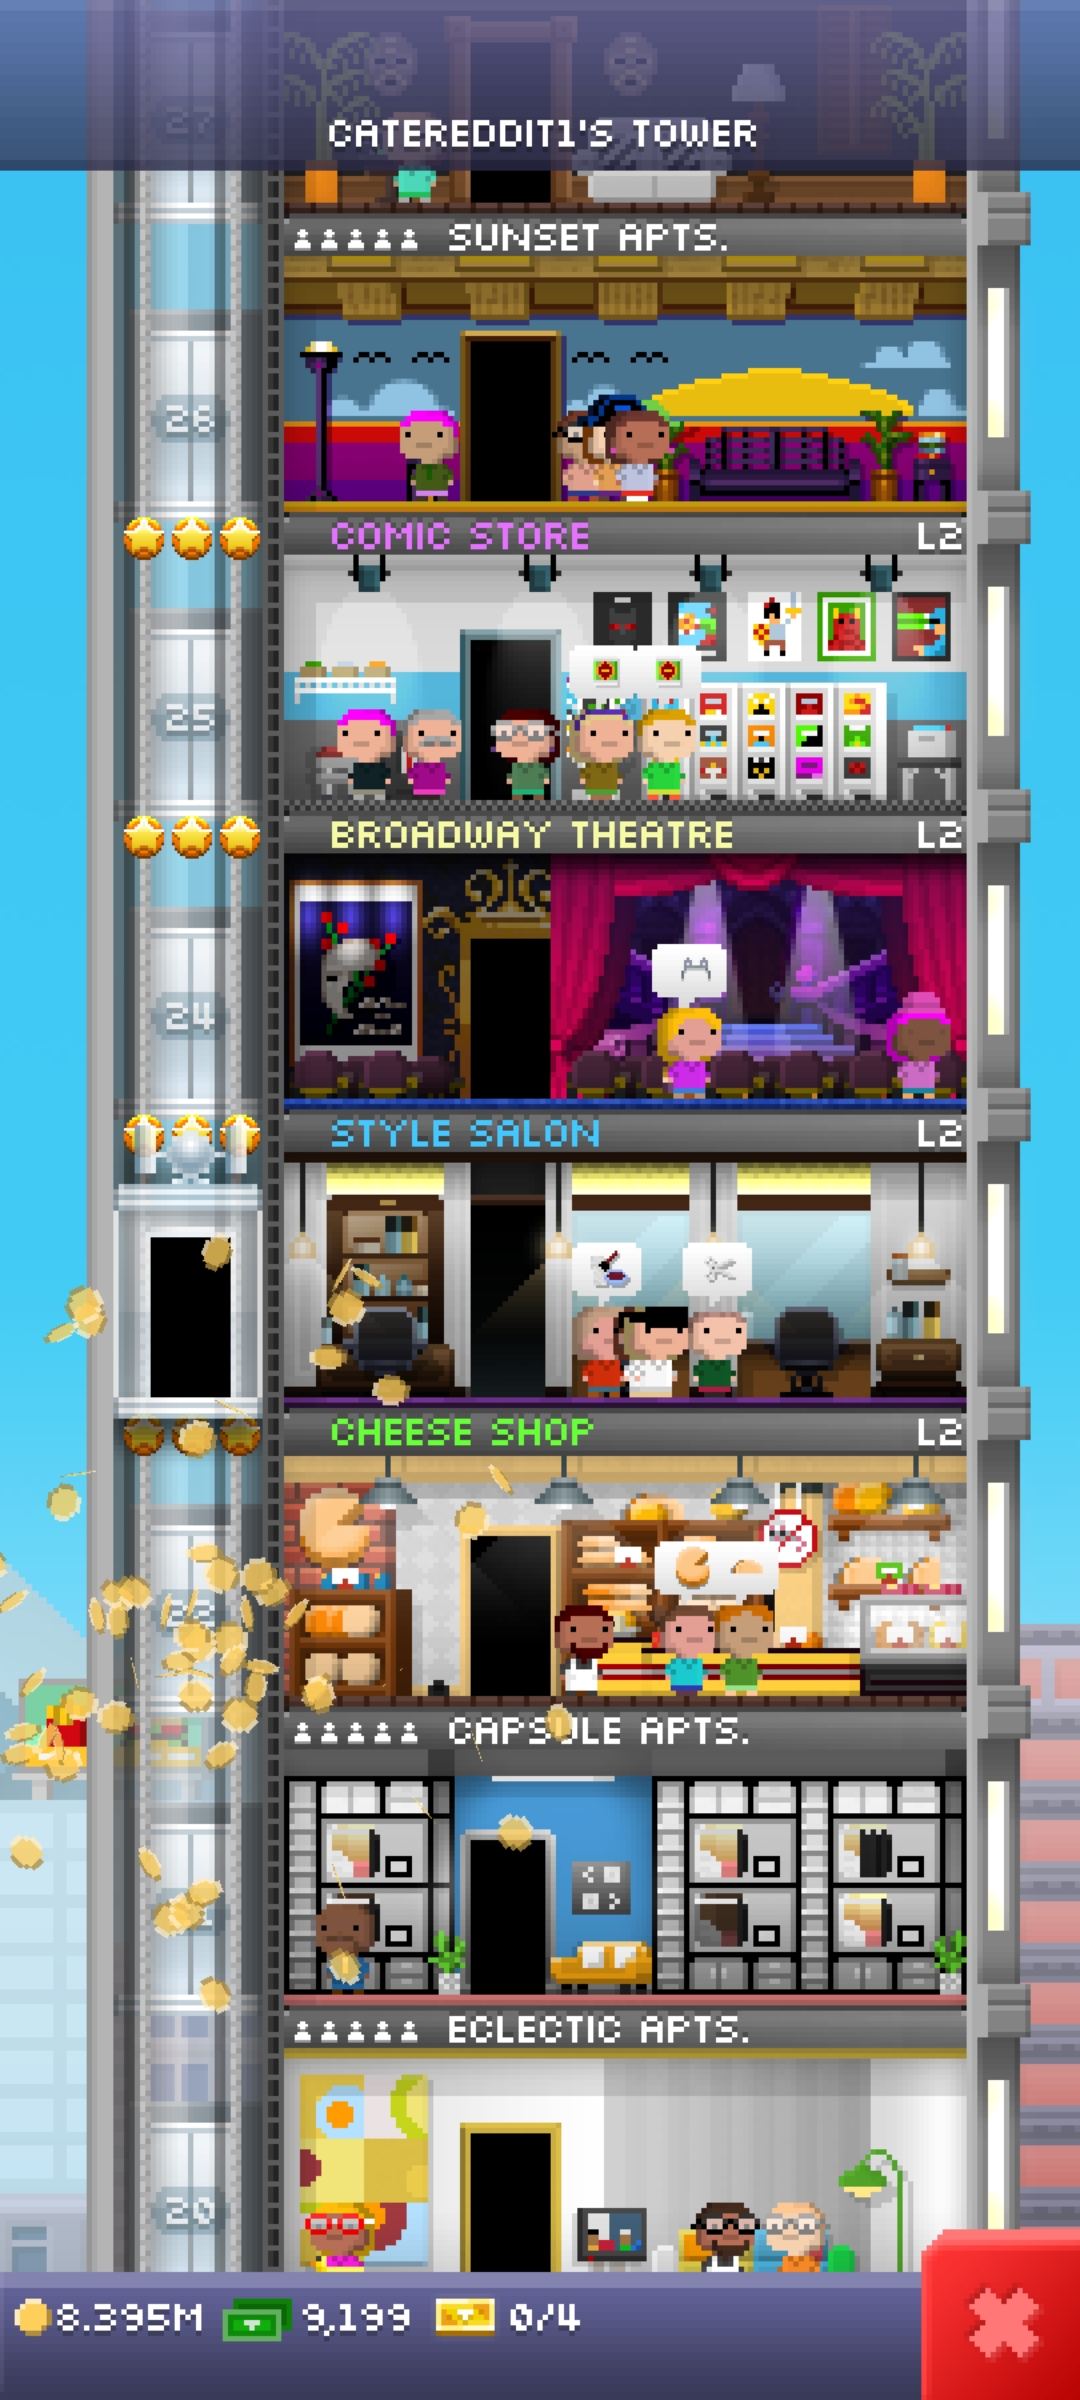 27
CATEREDDIT1'S TOWER
SUNSET APTS.
26
COMIC STORE L2
25
BROADWAY THEATRE L2
24
STYLE SALON L2
CHEESE SHOP L2
CAPSULE APTS.
ECLECTIC APTS.
20
8.395M 9,199 0/4